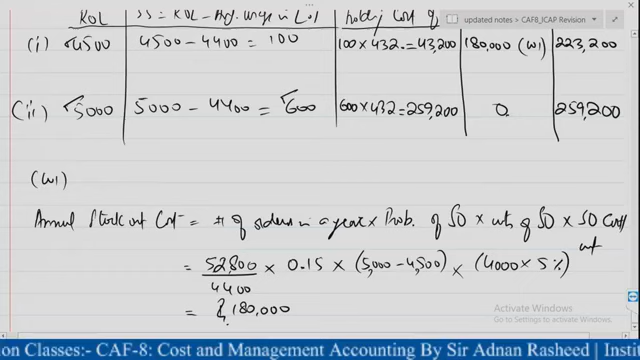 ROL | SS = ROL - Avg. usage in L.T | Holding Cost of
updated notes > CAF8_ICAP Revision
(i) 4500 | 4500 - 4400 = 100 | 100 x 432 = 43,200 | 180,000 (W1) | 223,200
(ii) 5000 | 5000 - 4400 = 600 | 600 x 432 = 259,200 | 0 | 259,200
(W1)
Annual Stock out Cost = # of orders in a year x Prob. of SO x units of SO x SO Cost/
unit
= 52,800 x 0.15 x (5,000 - 4,500) x (4000 x 5%)
4400
= 180,000
Activate Windows
Go to Settings to activate Windows.
ion Classes:- CAF-8: Cost and Management Accounting By Sir Adnan Rasheed | Insti